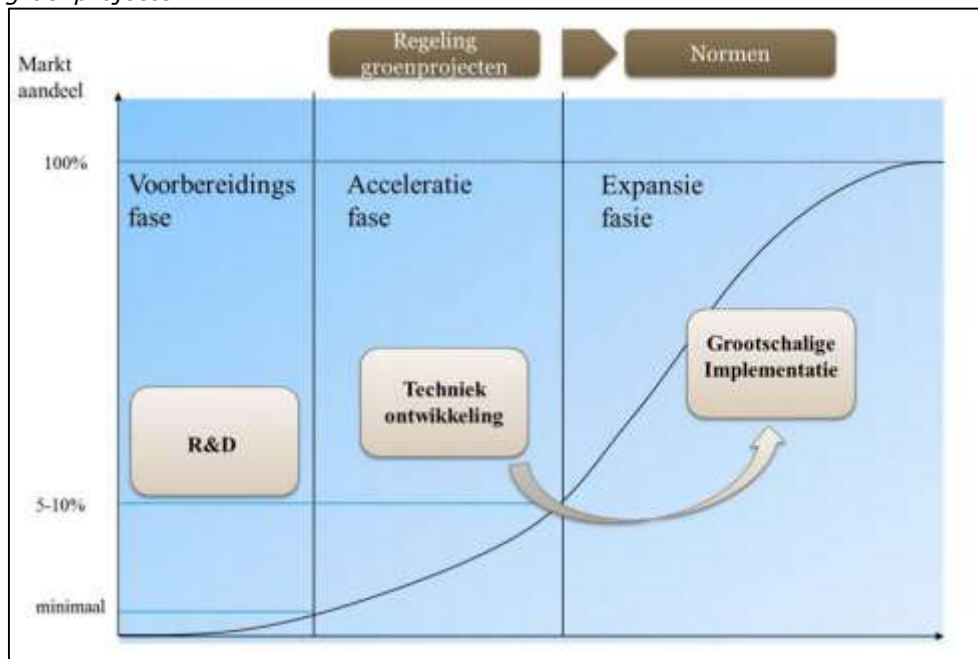 Regeling
groenprojecten
Normen
Markt
aandeel
100%
Voorbereidings
fase
Acceleratie
fase
Expansie
fasie
Grootschalige
Implementatie
Techniek
ontwikkeling
R&D
5-10%
minimaal